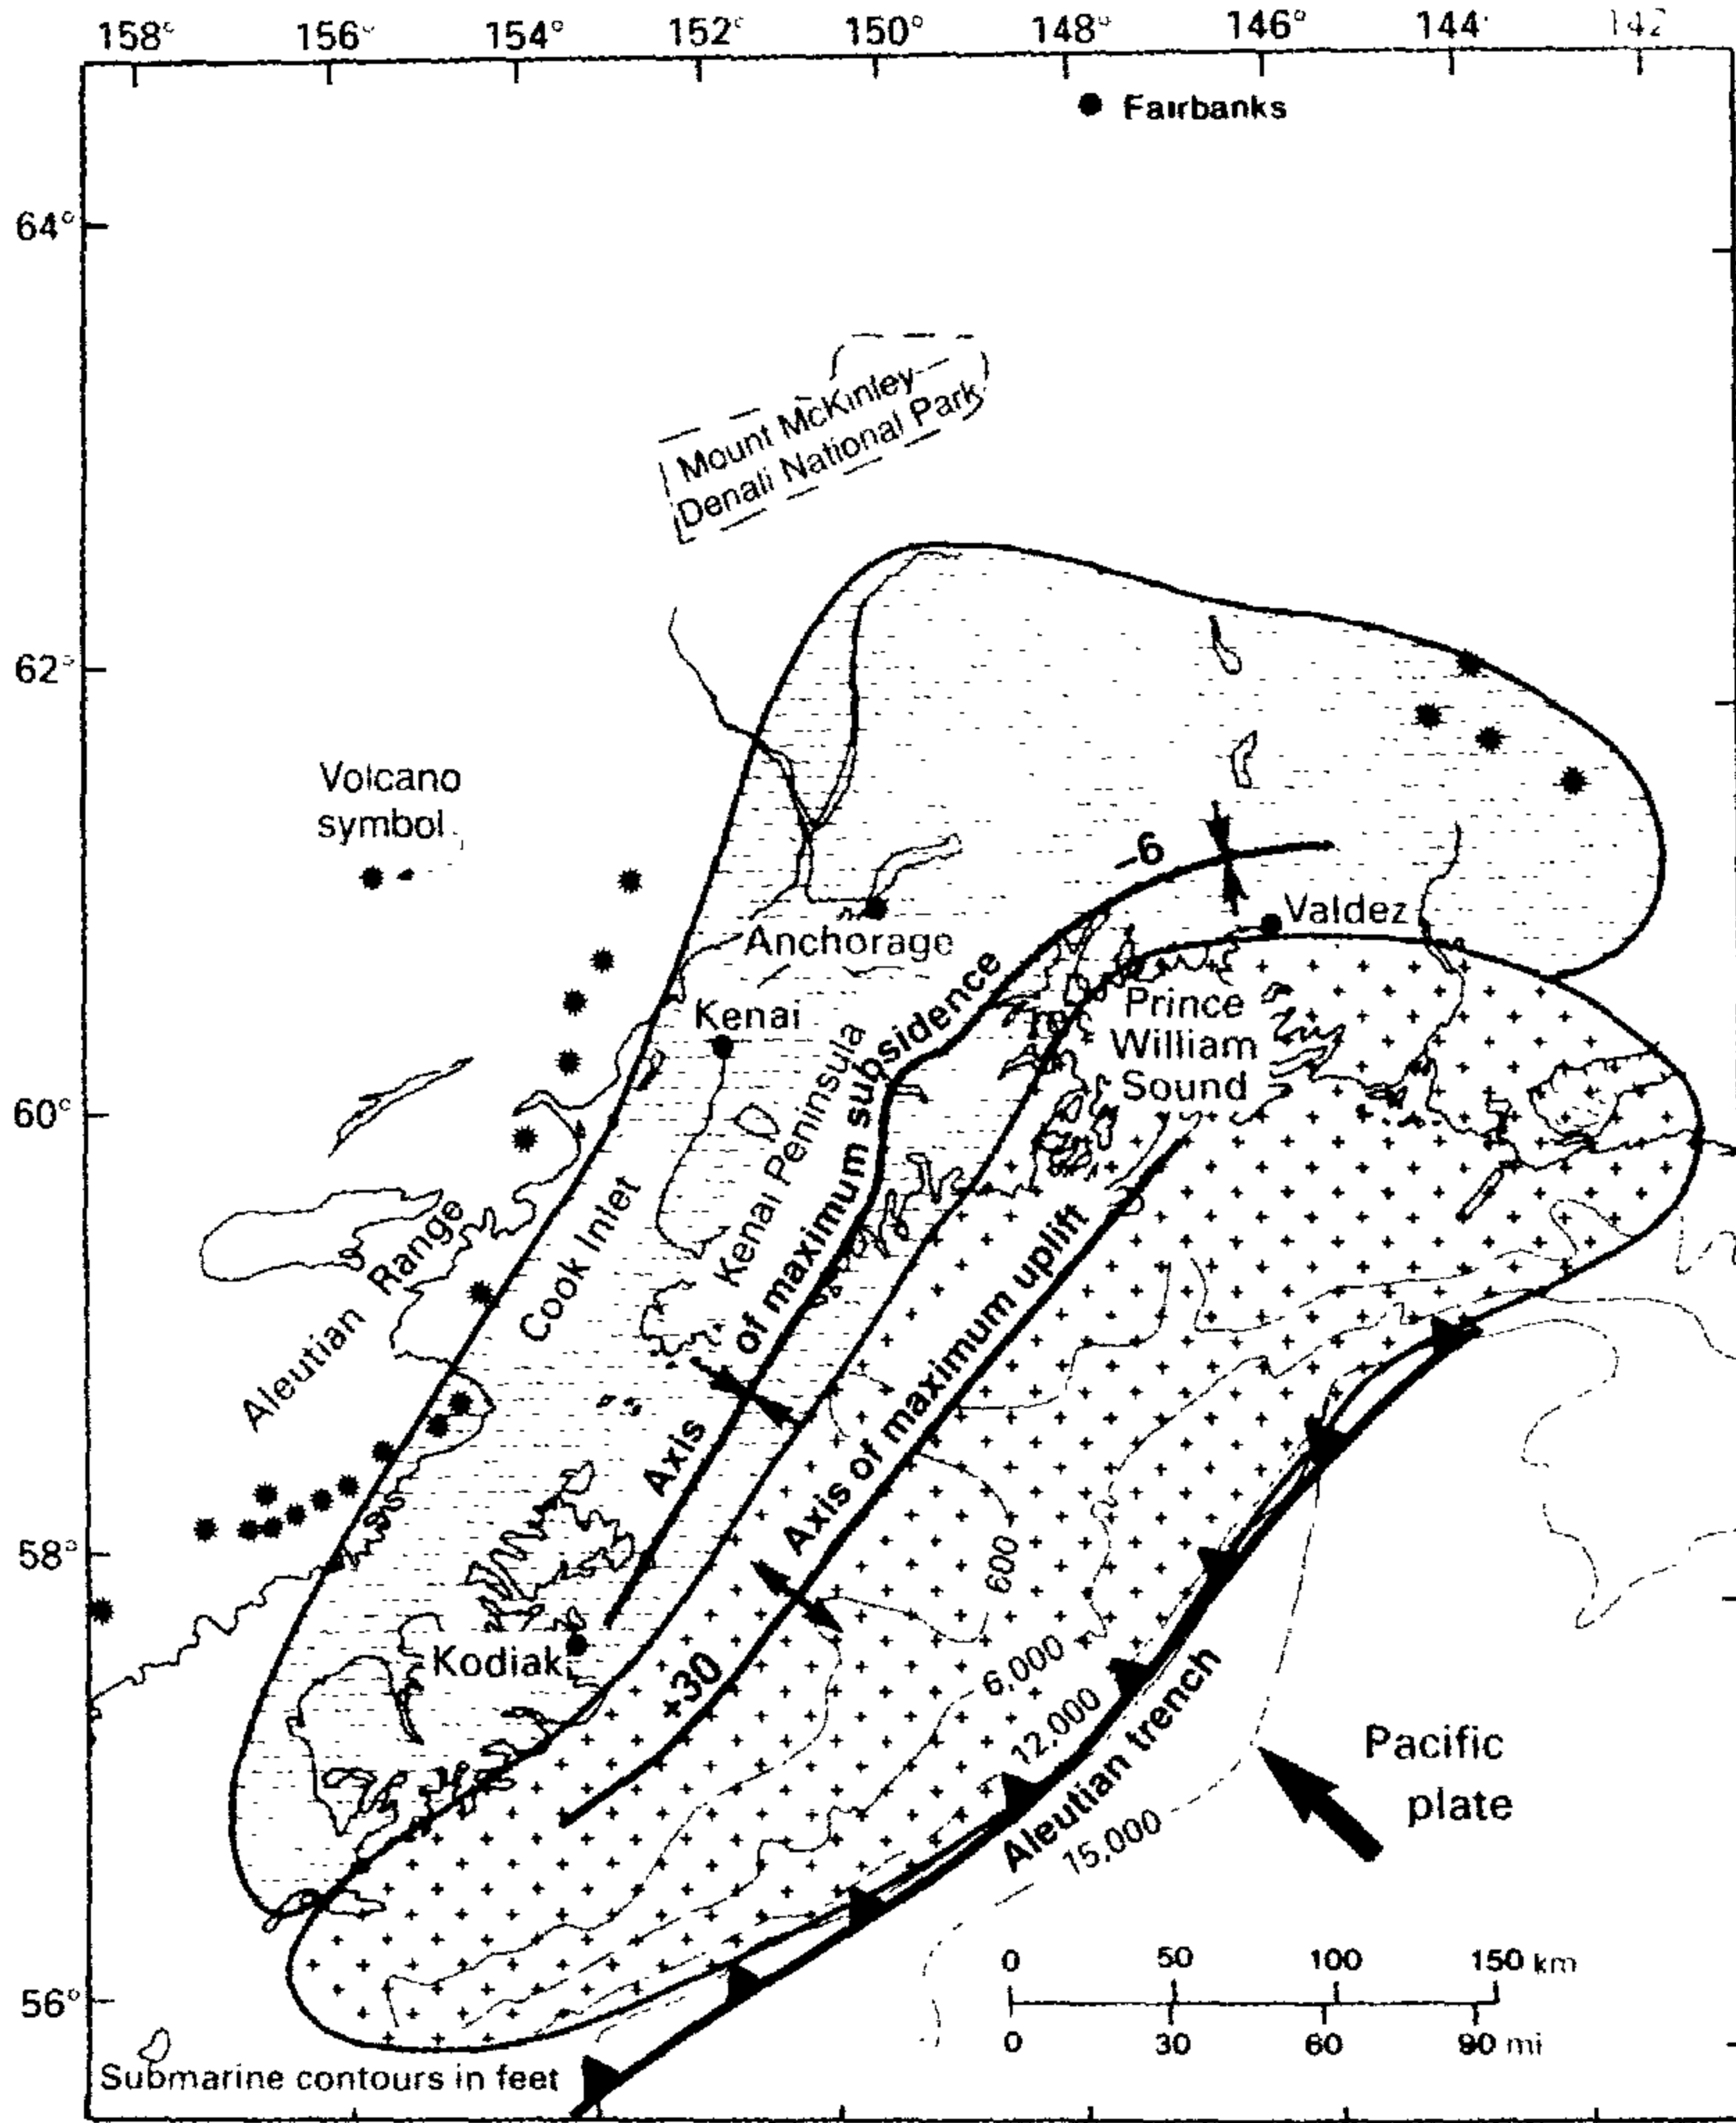 158° 156° 154° 152° 150° 148° 146° 144° 142
Fairbanks
64°
Mount McKinley
Denali National Park
62°
Volcano
symbol
-6
Valdez
Anchorage
Kenai
Prince
William
Sound
60°
Kenai Peninsula
Cook Inlet
Aleutian Range
Axis of maximum subsidence
Axis of maximum uplift
58°
600
Kodiak
+30
6,000
12,000
Aleutian trench
15,000
Pacific
plate
56°
0 50 100 150 km
0 30 60 90 mi
Submarine contours in feet